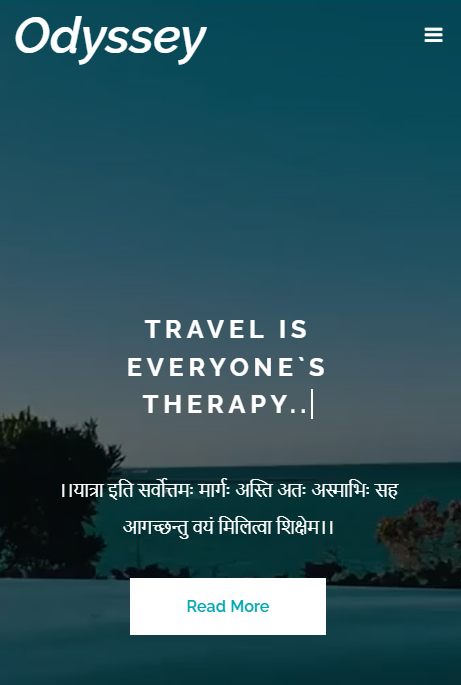 Odyssey
TRAVEL IS
EVERYONE`S
THERAPY..
।।यात्रा इति सर्वोत्तमः मार्गः अस्ति अतः अस्माभिः सह
आगच्छन्तु वयं मिलित्वा शिक्षेम।।
Read More